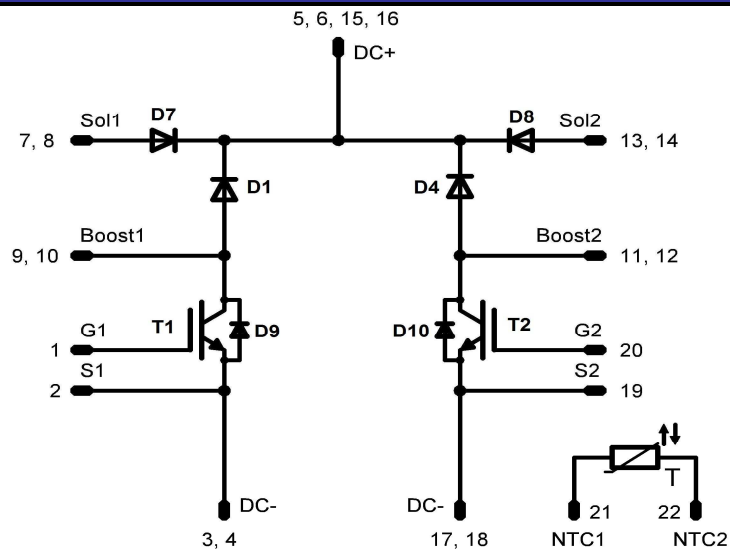 5, 6, 15, 16
DC+
Sol1 D7 D8 Sol2
7, 8 13, 14
D1 D4
Boost1 Boost2
9, 10 11, 12
G1 T1 D9 D10 T2 G2
1 20
S1 S2
2 19
T
DC- DC- 21 22
3, 4 17, 18 NTC1 NTC2